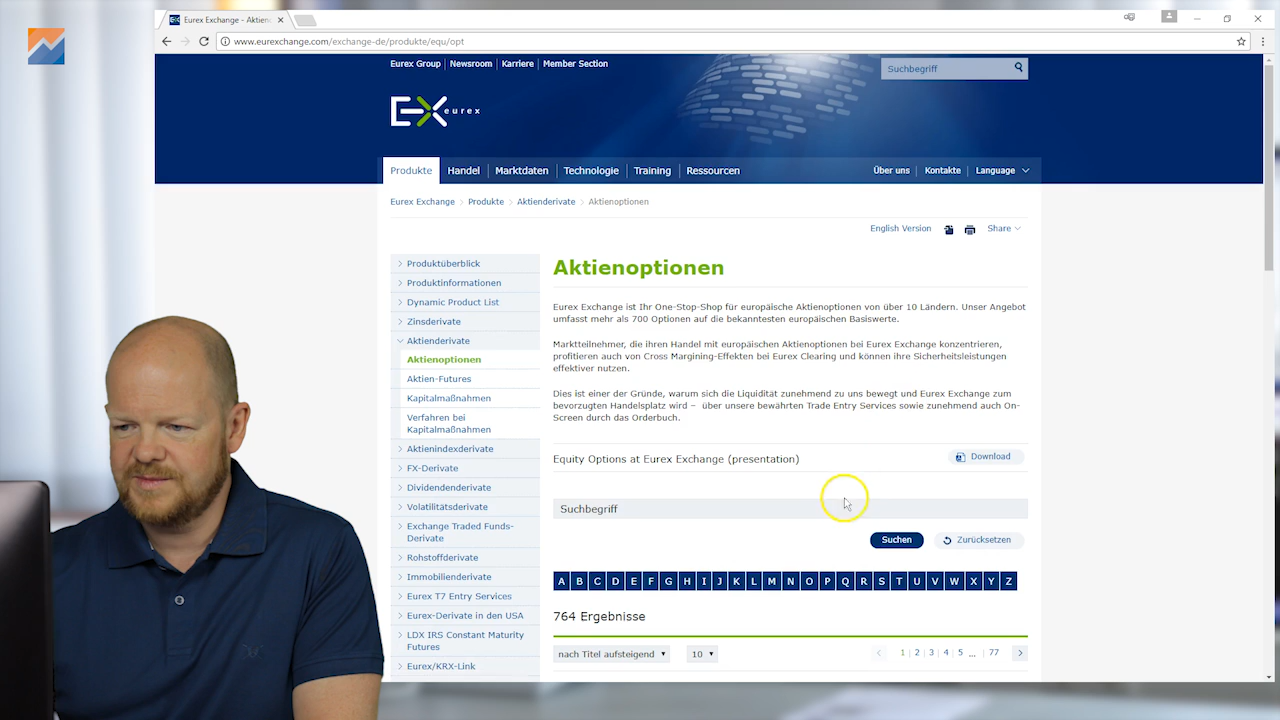 Eurex Exchange - Aktien
www.eurexchange.com/exchange-de/produkte/equ/opt
Eurex Group
Newsroom
Karriere
Member Section
Suchbegriff
EX eurex
Produkte
Handel
Marktdaten
Technologie
Training
Ressourcen
Über uns
Kontakte
Language
Eurex Exchange
Produkte
Aktienderivate
Aktienoptionen
English Version
Share
Produktüberblick
Produktinformationen
Dynamic Product List
Zinsderivate
Aktienderivate
Aktienoptionen
Aktien-Futures
Kapitalmaßnahmen
Verfahren bei
Kapitalmaßnahmen
Aktienindexderivate
FX-Derivate
Dividendenderivate
Volatilitätsderivate
Exchange Traded Funds-
Derivate
Rohstoffderivate
Immobilienderivate
Eurex T7 Entry Services
Eurex-Derivate in den USA
LDX IRS Constant Maturity
Futures
Eurex/KRX-Link
Aktienoptionen
Eurex Exchange ist Ihr One-Stop-Shop für europäische Aktienoptionen von über 10 Ländern. Unser Angebot
umfasst mehr als 700 Optionen auf die bekanntesten europäischen Basiswerte.
Marktteilnehmer, die ihren Handel mit europäischen Aktienoptionen bei Eurex Exchange konzentrieren,
profitieren auch von Cross Margining-Effekten bei Eurex Clearing und können ihre Sicherheitsleistungen
effektiver nutzen.
Dies ist einer der Gründe, warum sich die Liquidität zunehmend zu uns bewegt und Eurex Exchange zum
bevorzugten Handelsplatz wird – über unsere bewährten Trade Entry Services sowie zunehmend auch On-
Screen durch das Orderbuch.
Equity Options at Eurex Exchange (presentation)
Download
Suchbegriff
Suchen
Zurücksetzen
A B C D E F G H I J K L M N O P Q R S T U V W X Y Z
764 Ergebnisse
nach Titel aufsteigend
10
1 | 2 | 3 | 4 | 5 ... | 77